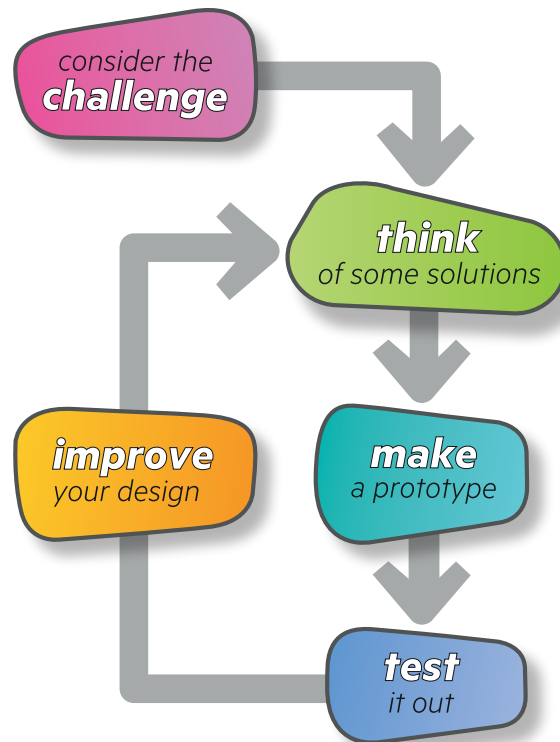 consider the
challenge
think
of some solutions
make
a prototype
improve
your design
test
it out